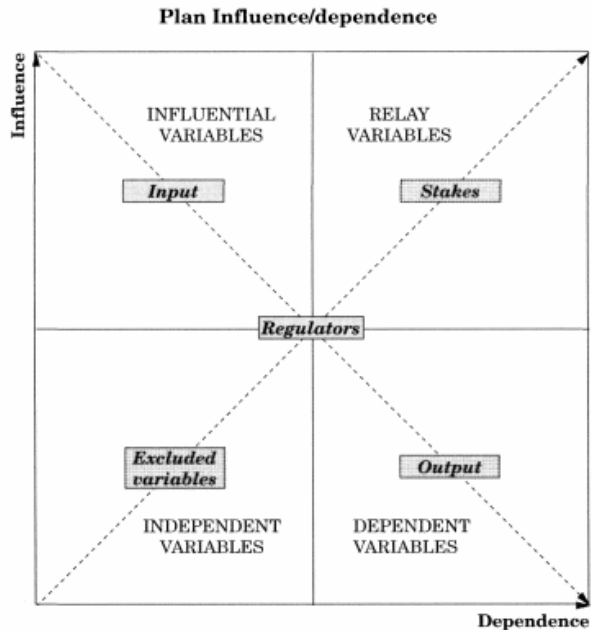 Plan Influence/dependence
Influence
INFLUENTIAL
VARIABLES
RELAY
VARIABLES
Input
Stakes
Regulators
Excluded
variables
Output
INDEPENDENT
VARIABLES
DEPENDENT
VARIABLES
Dependence